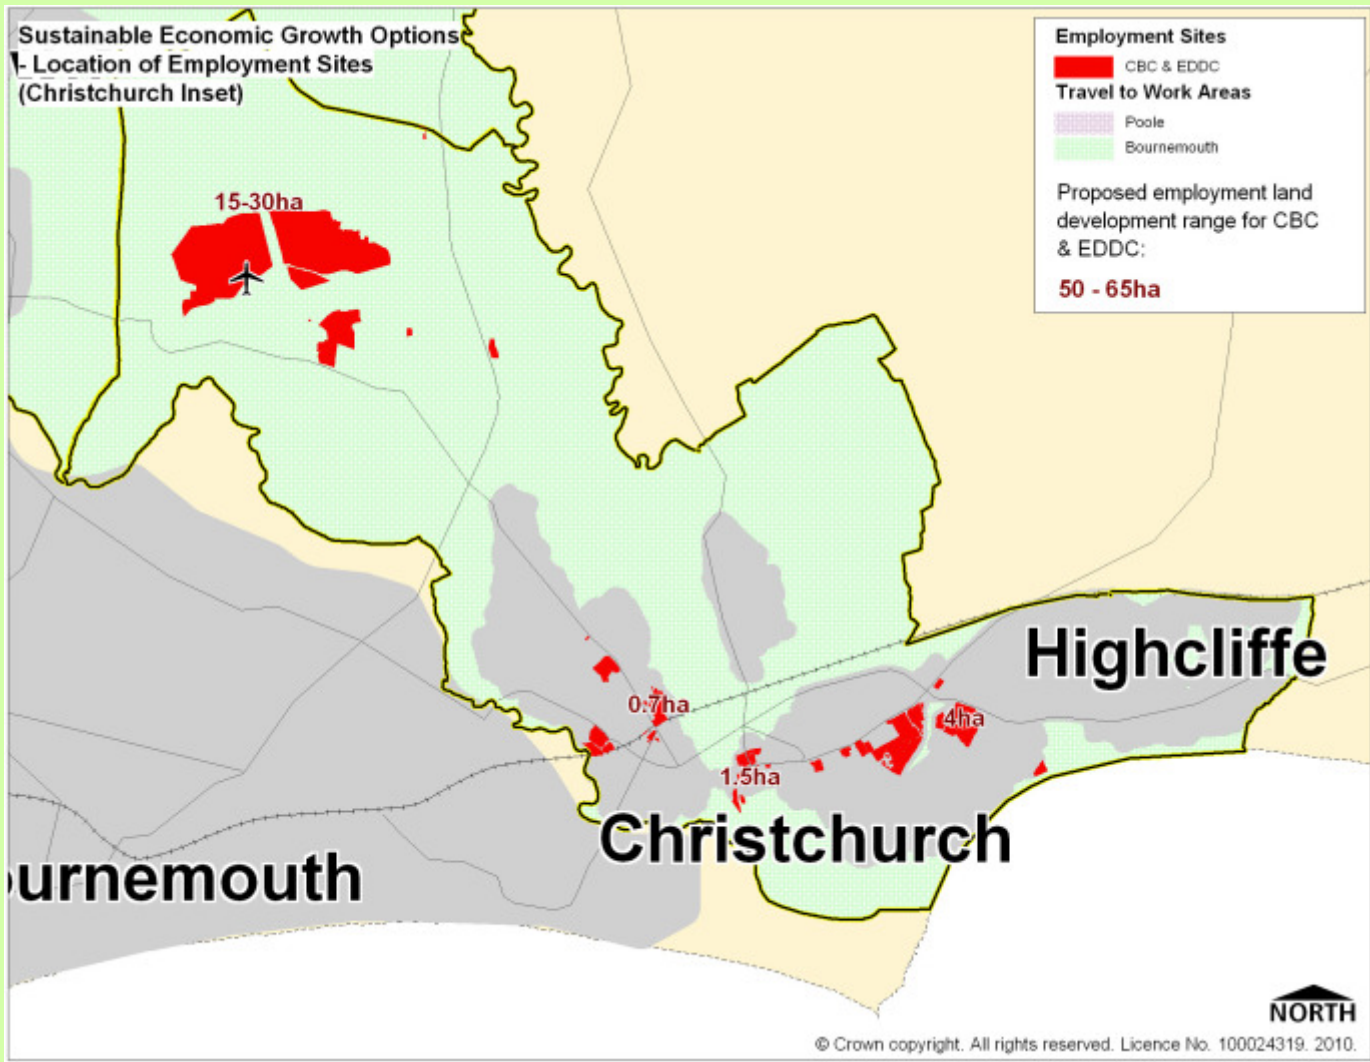 Sustainable Economic Growth Options
- Location of Employment Sites
(Christchurch Inset)
Employment Sites
CBC & EDDC
Travel to Work Areas
Poole
Bournemouth
Proposed employment land
development range for CBC
& EDDC:
50 - 65ha
15-30ha
Highcliffe
0.7ha
4ha
1.5ha
Christchurch
ournemouth
NORTH
© Crown copyright. All rights reserved. Licence No. 100024319. 2010.